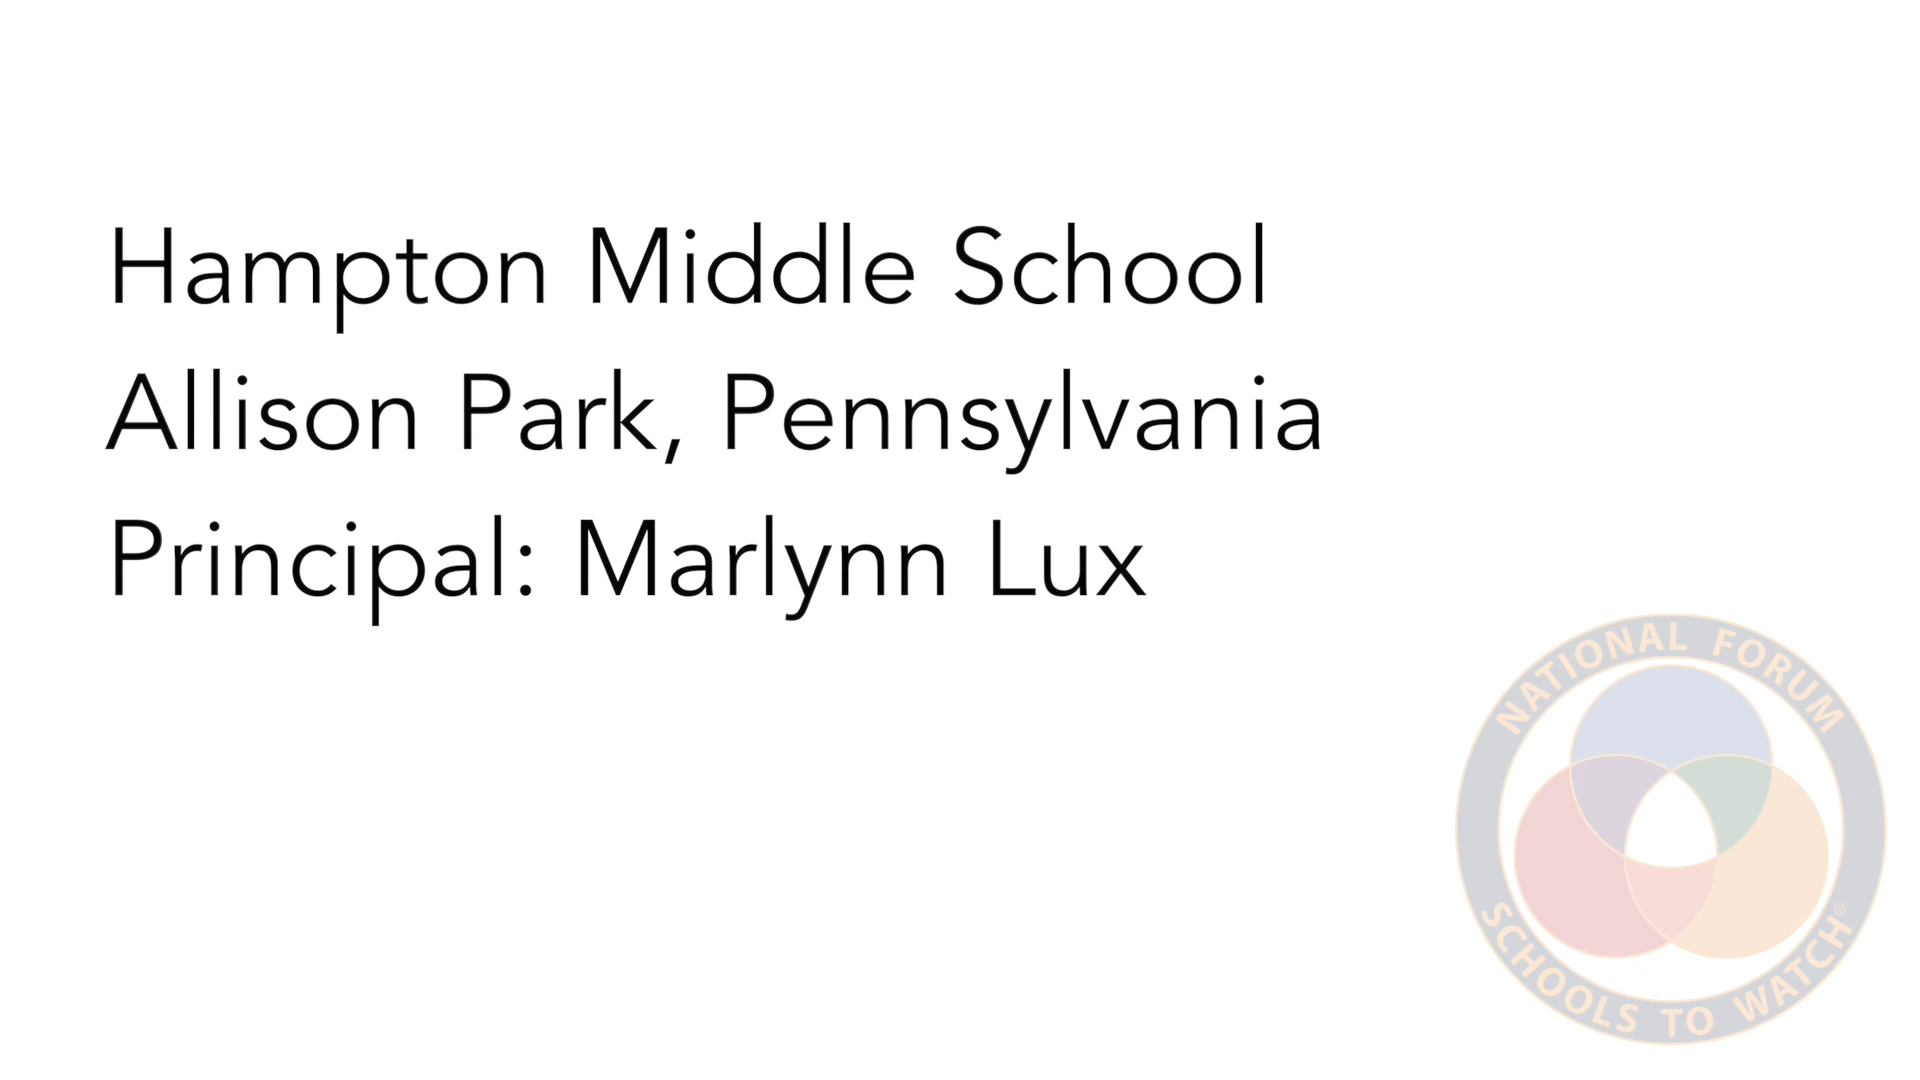 Hampton Middle School
Allison Park, Pennsylvania
Principal: Marlynn Lux
NATIONAL FORUM
SCHOOLS TO WATCH®